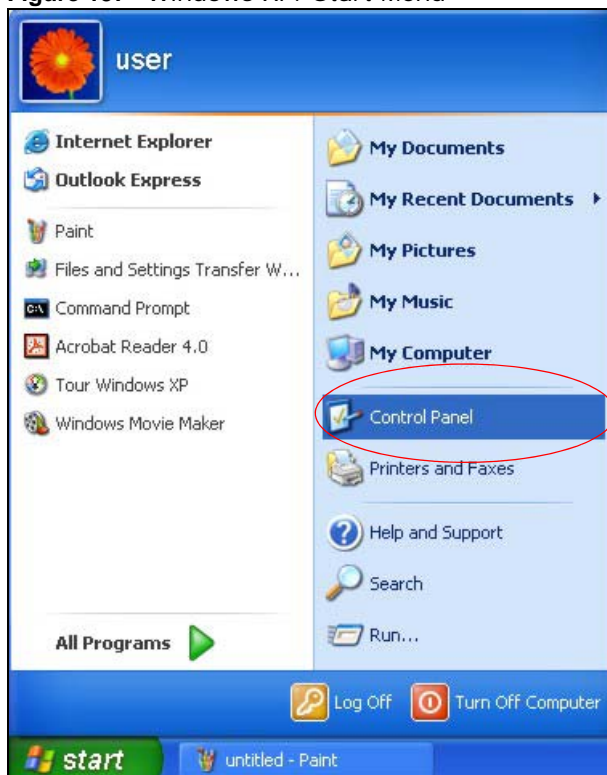 user
Internet Explorer
Outlook Express
Paint
Files and Settings Transfer W...
Command Prompt
Acrobat Reader 4.0
Tour Windows XP
Windows Movie Maker
All Programs
My Documents
My Recent Documents
My Pictures
My Music
My Computer
Control Panel
Printers and Faxes
Help and Support
Search
Run...
Log Off
Turn Off Computer
start
untitled - Paint